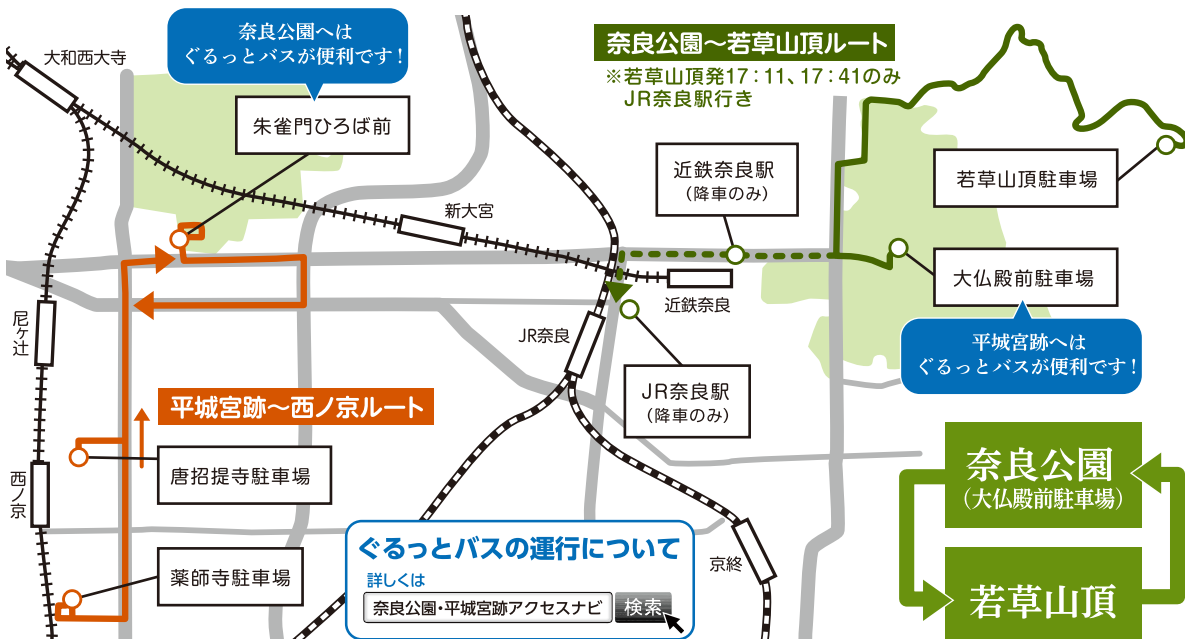 奈良公園へは
ぐるっとバスが便利です！
大和西大寺
朱雀門ひろば前
奈良公園～若草山頂ルート
※若草山頂発17：11、17：41のみ
JR奈良駅行き
近鉄奈良駅
（降車のみ）
若草山頂駐車場
新大宮
大仏殿前駐車場
近鉄奈良
尼ヶ辻
JR奈良
平城宮跡へは
ぐるっとバスが便利です！
JR奈良駅
（降車のみ）
平城宮跡～西ノ京ルート
唐招提寺駐車場
西ノ京
奈良公園
（大仏殿前駐車場）
ぐるっとバスの運行について
詳しくは
奈良公園・平城宮跡アクセスナビ
検索
京終
薬師寺駐車場
若草山頂